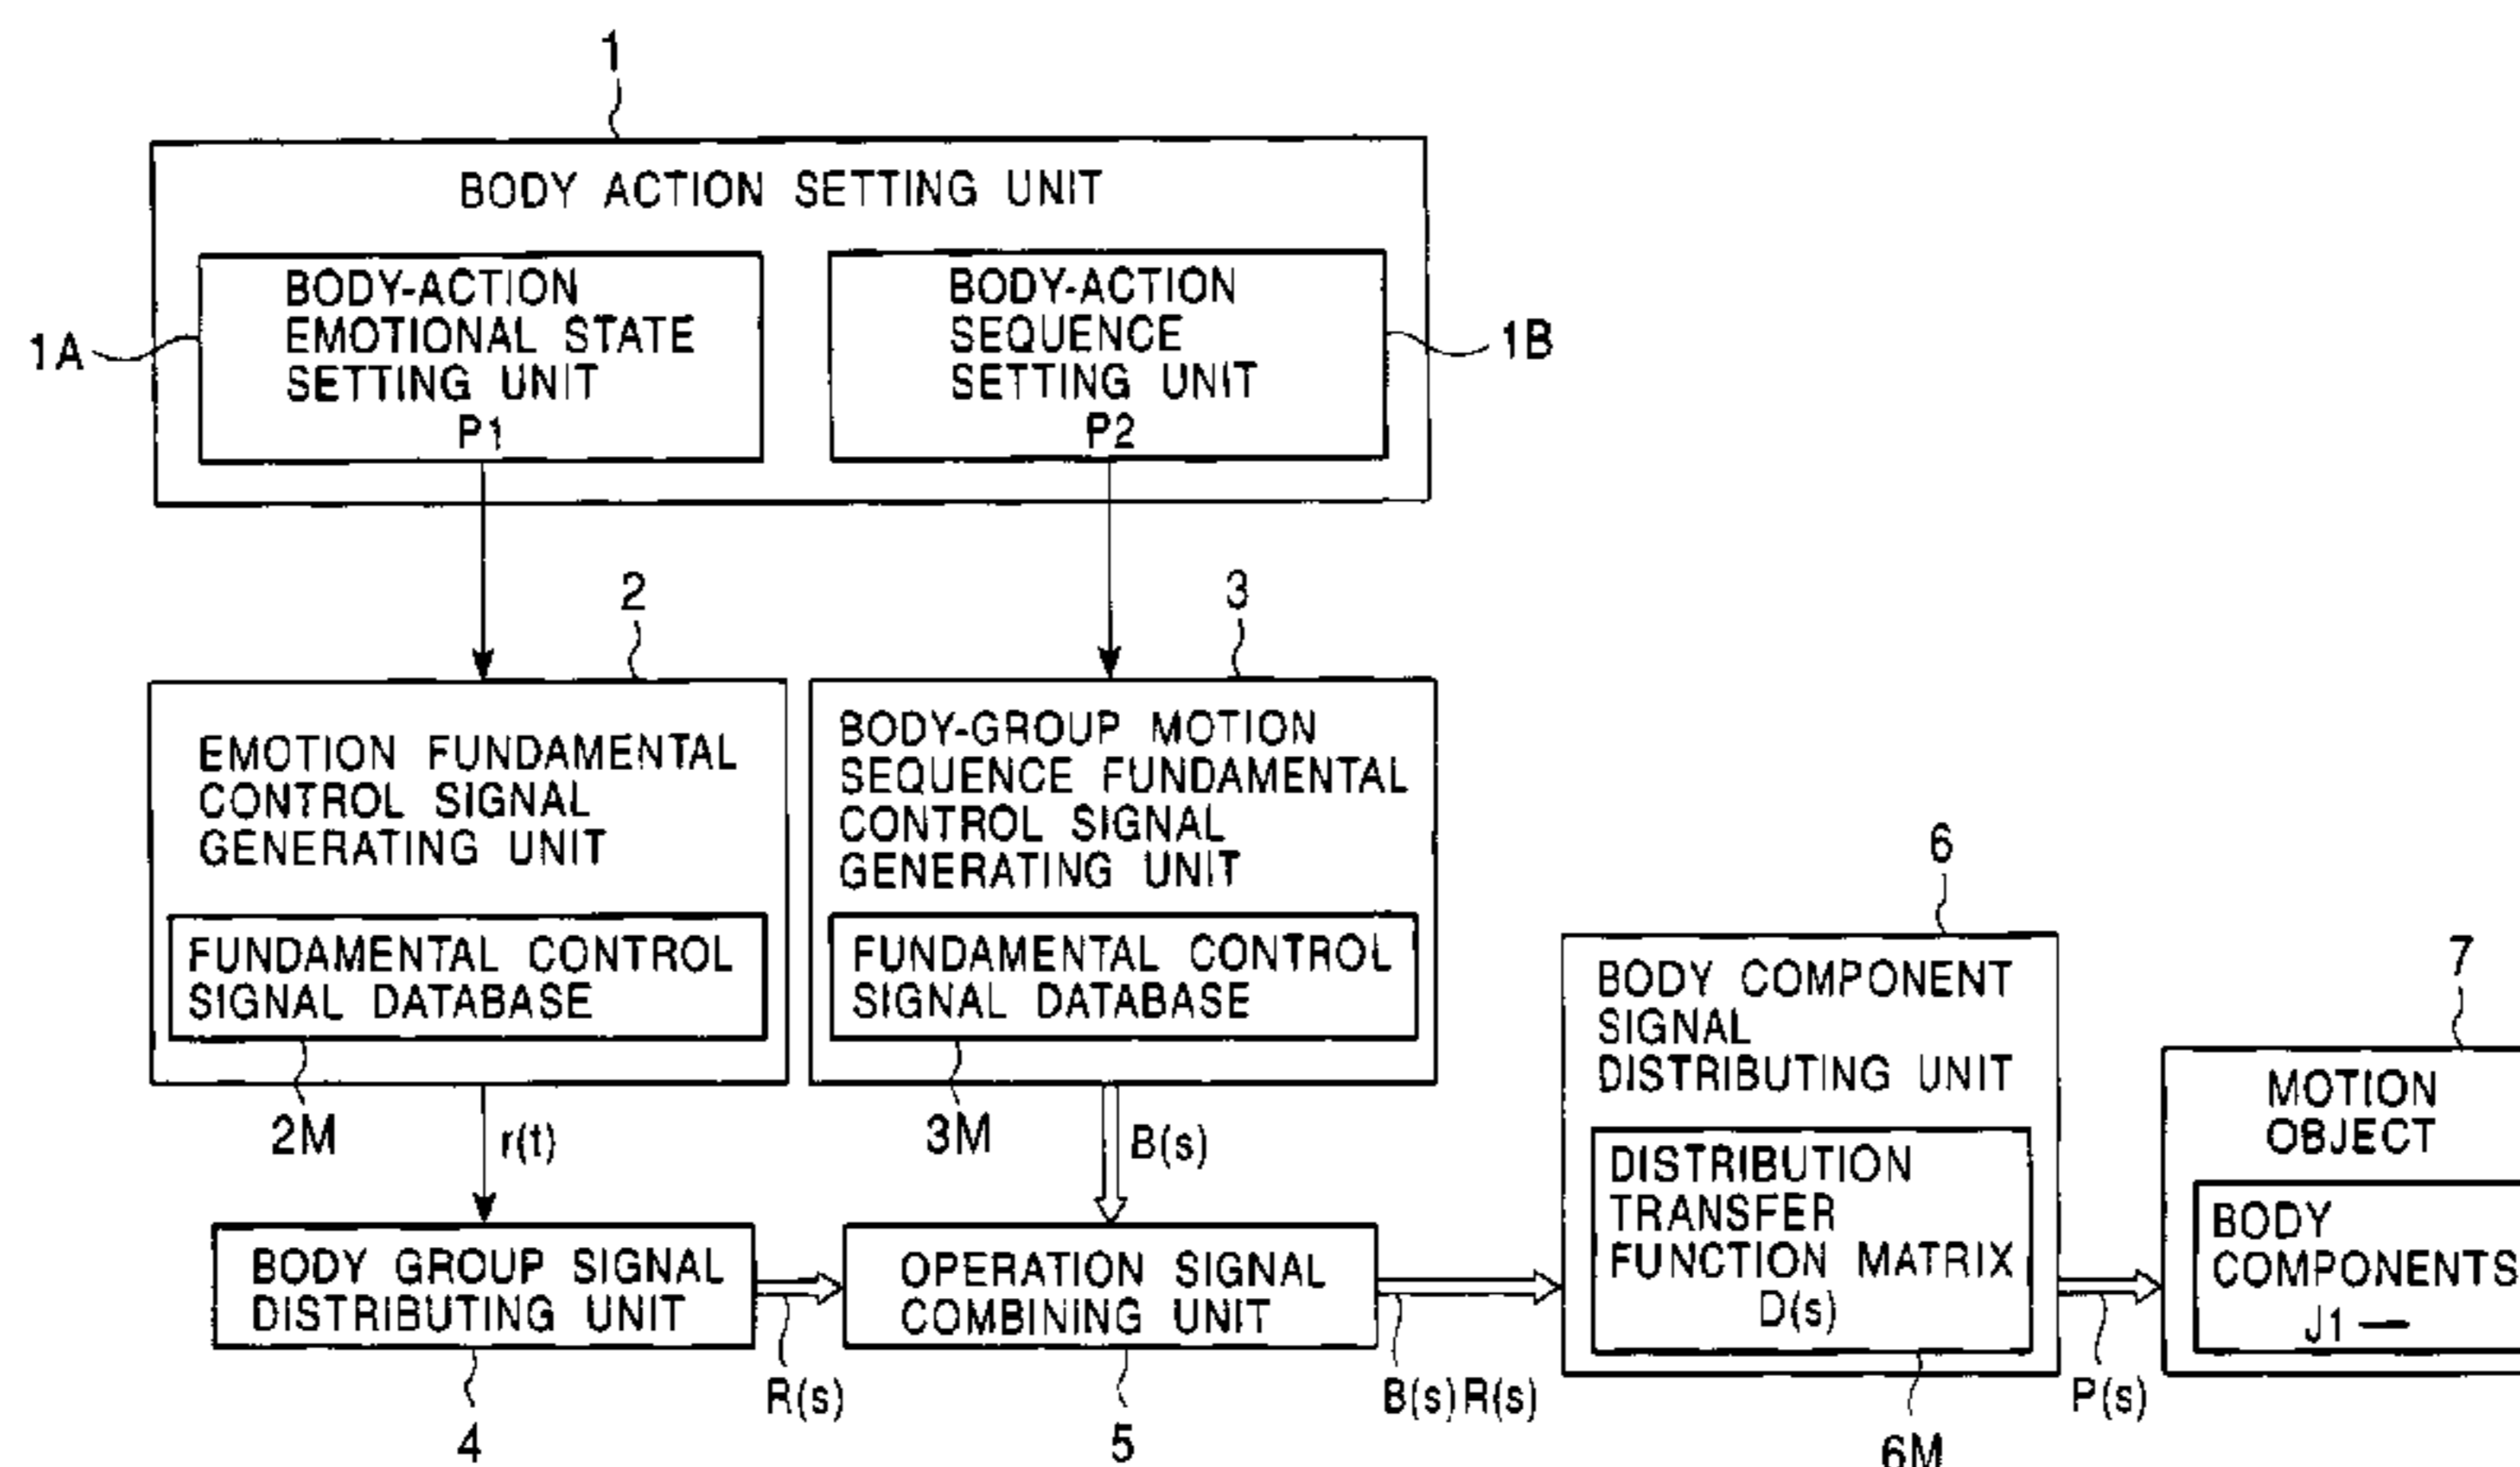 1
BODY ACTION SETTING UNIT
BODY-ACTION
EMOTIONAL STATE
SETTING UNIT
P1
BODY-ACTION
SEQUENCE
SETTING UNIT
P2
1A
1B
2
3
EMOTION FUNDAMENTAL
CONTROL SIGNAL
GENERATING UNIT
FUNDAMENTAL CONTROL
SIGNAL DATABASE
BODY-GROUP MOTION
SEQUENCE FUNDAMENTAL
CONTROL SIGNAL
GENERATING UNIT
FUNDAMENTAL CONTROL
SIGNAL DATABASE
2M
r(t)
3M
B(s)
BODY GROUP SIGNAL
DISTRIBUTING UNIT
4
R(s)
OPERATION SIGNAL
COMBINING UNIT
5
B(s)R(s)
6
BODY COMPONENT
SIGNAL
DISTRIBUTING UNIT
DISTRIBUTION
TRANSFER
FUNCTION MATRIX
D(s)
6M
P(s)
7
MOTION
OBJECT
BODY
COMPONENTS
J1 —